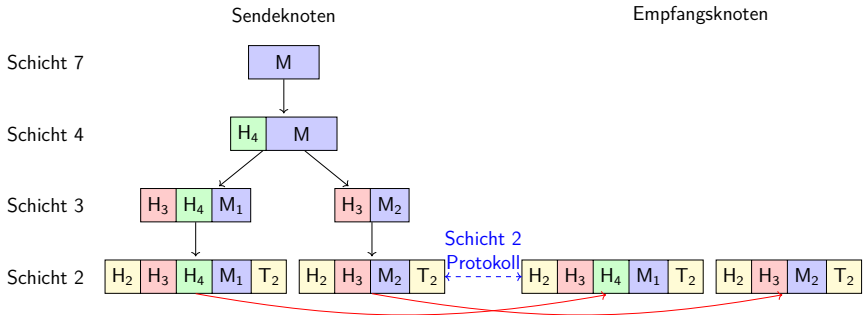 Sendeknoten
Empfangsknoten
Schicht 7
M
Schicht 4
H₄ M
Schicht 3
H₃ H₄ M₁
H₃ M₂
Schicht 2
Protokoll
Schicht 2
H₂ H₃ H₄ M₁ T₂
H₂ H₃ M₂ T₂
H₂ H₃ H₄ M₁ T₂
H₂ H₃ M₂ T₂